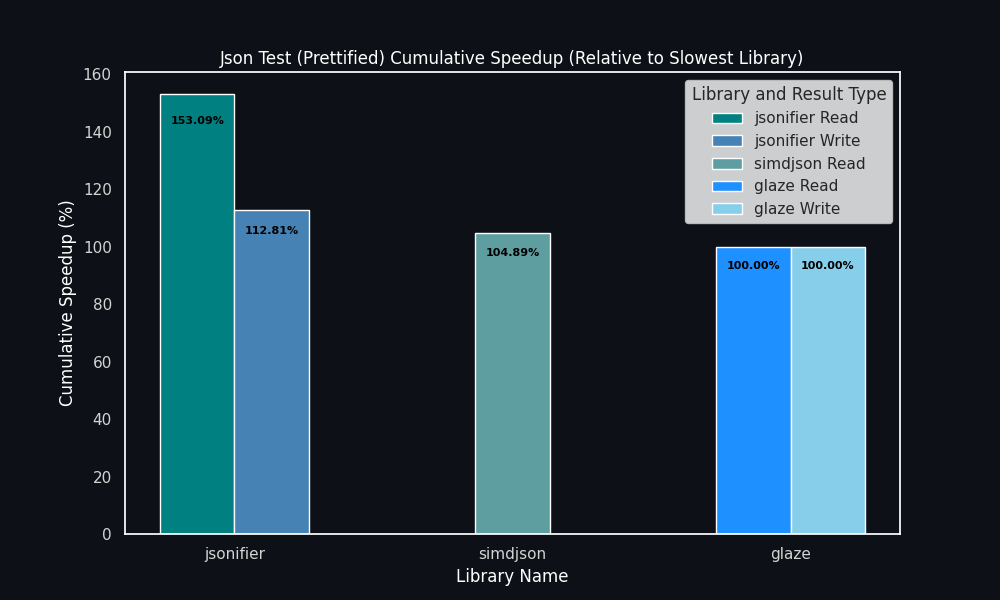 Json Test (Prettified) Cumulative Speedup (Relative to Slowest Library)
Cumulative Speedup (%)
160
140
120
100
80
60
40
20
0
153.09%
112.81%
104.89%
100.00%
100.00%
Library and Result Type
jsonifier Read
jsonifier Write
simdjson Read
glaze Read
glaze Write
jsonifier
simdjson
glaze
Library Name